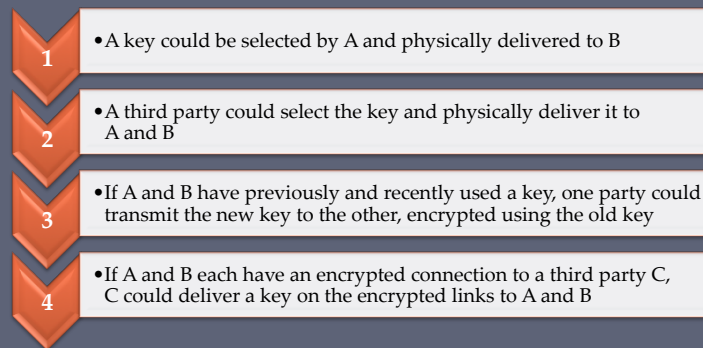 1
•A key could be selected by A and physically delivered to B
2
•A third party could select the key and physically deliver it to
A and B
3
•If A and B have previously and recently used a key, one party could
transmit the new key to the other, encrypted using the old key
4
•If A and B each have an encrypted connection to a third party C,
C could deliver a key on the encrypted links to A and B